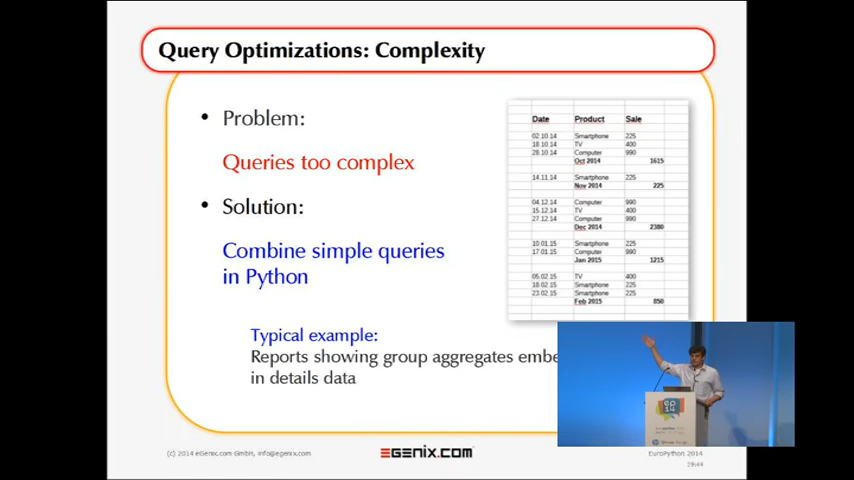 Query Optimizations: Complexity
• Problem:
Queries too complex
• Solution:
Combine simple queries
in Python
Typical example:
Reports showing group aggregates embe
in details data
Date Product Sale
02.10.14 Smartphone 225
18.10.14 TV 400
28.10.14 Computer 990
Oct 2014 1615
14.11.14 Smartphone 225
Nov 2014 225
04.12.14 Computer 990
15.12.14 TV 400
27.12.14 Computer 990
Dec 2014 2380
10.01.15 Smartphone 225
17.01.15 Computer 990
Jan 2015 1215
05.02.15 TV 400
18.02.15 Smartphone 225
23.02.15 Smartphone 225
Feb 2015 850
ep
14
(c) 2014 eGenix.com GmbH, info@egenix.com
EGENIX.COM
EuroPython 2014
19:44